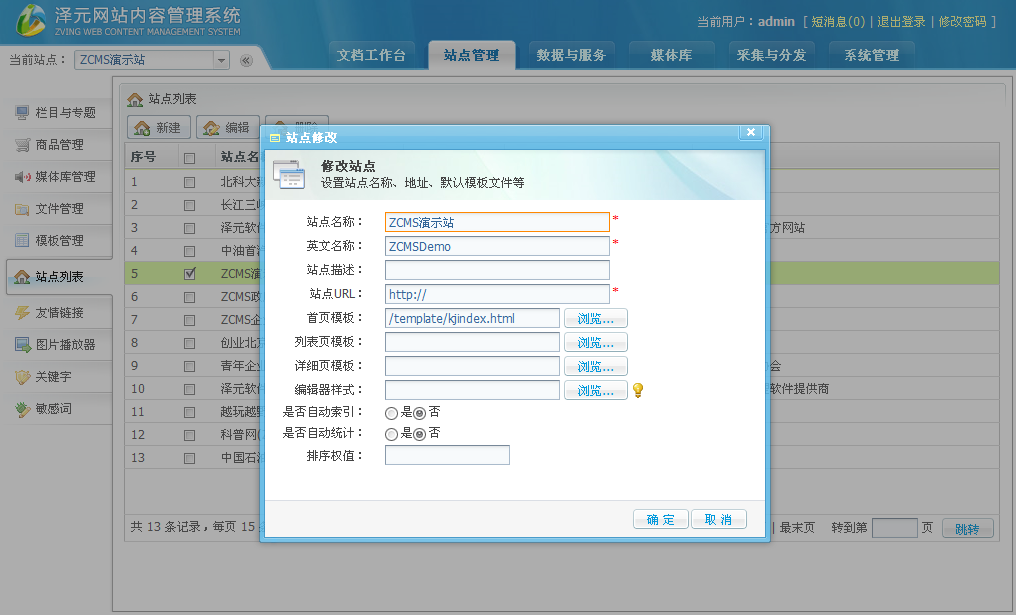 泽元网站内容管理系统
ZVING WEB CONTENT MANAGEMENT SYSTEM
当前用户：admin [ 短消息(0) | 退出登录 | 修改密码 ]
当前站点： ZCMS演示站
文档工作台 站点管理 数据与服务 媒体库 采集与分发 系统管理
栏目与专题
商品管理
媒体库管理
文件管理
模板管理
站点列表
友情链接
图片播放器
关键字
敏感词
站点列表
新建 编辑
序号 站点名
1 北科大
2 长江三
3 泽元软 方网站
4 中油首
5 ZCMS演
6 ZCMS政
7 ZCMS企
8 创业北
9 青年企 会
10 泽元软 软件提供商
11 越玩越
12 科普网(
13 中国石
共 13 条记录，每页 15 | 最末页 转到第 页 跳转
站点修改
修改站点
设置站点名称、地址、默认模板文件等
站点名称： ZCMS演示站 *
英文名称： ZCMSDemo *
站点描述：
站点URL： http:// *
首页模板： /template/kjindex.html 浏览...
列表页模板： 浏览...
详细页模板： 浏览...
编辑器样式： 浏览...
是否自动索引： 是 否
是否自动统计： 是 否
排序权值：
确 定 取 消